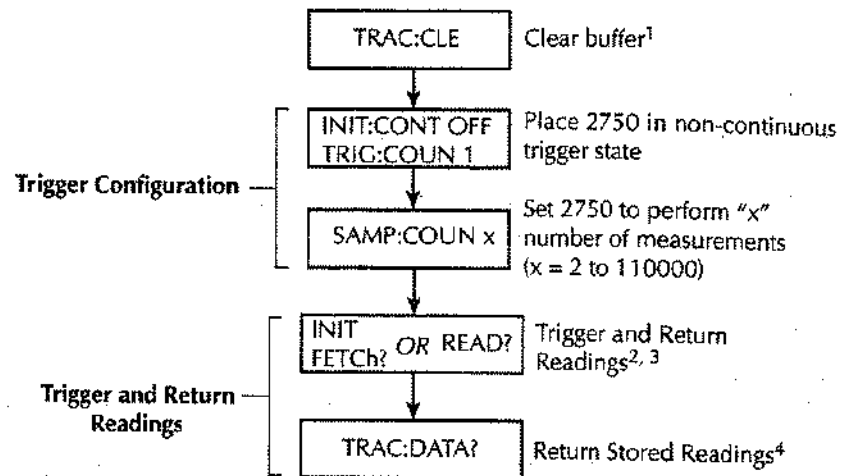 TRAC:CLE
Clear buffer¹
Trigger Configuration
INIT:CONT OFF
TRIG:COUN 1
Place 2750 in non-continuous
trigger state
SAMP:COUN x
Set 2750 to perform "x"
number of measurements
(x = 2 to 110000)
Trigger and Return
Readings
INIT
FETCh? OR READ?
Trigger and Return
Readings², ³
TRAC:DATA?
Return Stored Readings⁴